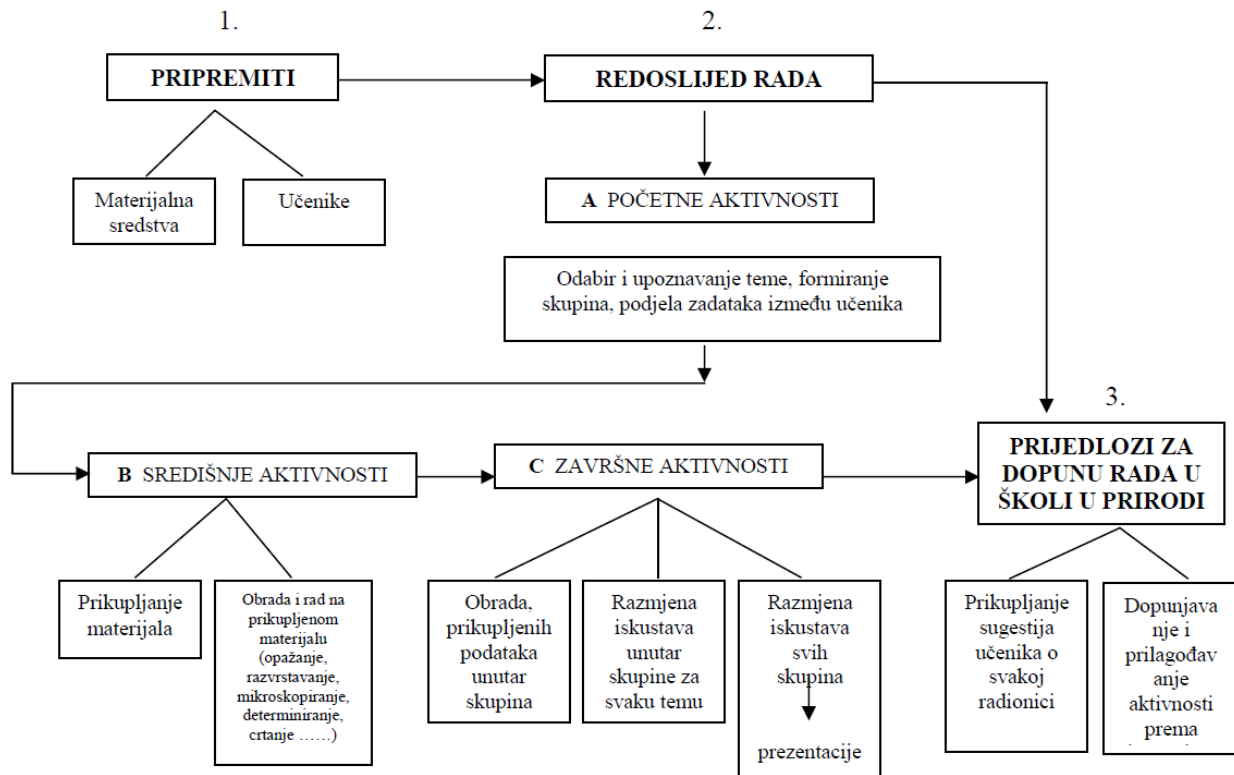 1.
PRIPREMITI
Materijalna
sredstva
Učenike
2.
REDOSLIJED RADA
A POČETNE AKTIVNOSTI
Odabir i upoznavanje teme, formiranje
skupina, podjela zadataka između učenika
B SREDIŠNJE AKTIVNOSTI
Prikupljanje
materijala
Obrada i rad na
prikupljenom
materijalu
(opažanje,
razvrstavanje,
mikroskopiranje,
determiniranje,
crtanje ……)
C ZAVRŠNE AKTIVNOSTI
Obrada,
prikupljenih
podataka
unutar
skupina
Razmjena
iskustava
unutar
skupine za
svaku temu
Razmjena
iskustava
svih
skupina
prezentacije
3.
PRIJEDLOZI ZA
DOPUNU RADA U
ŠKOLI U PRIRODI
Prikupljanje
sugestija
učenika o
svakoj
radionici
Dopunjava
nje i
prilagođav
anje
aktivnosti
prema